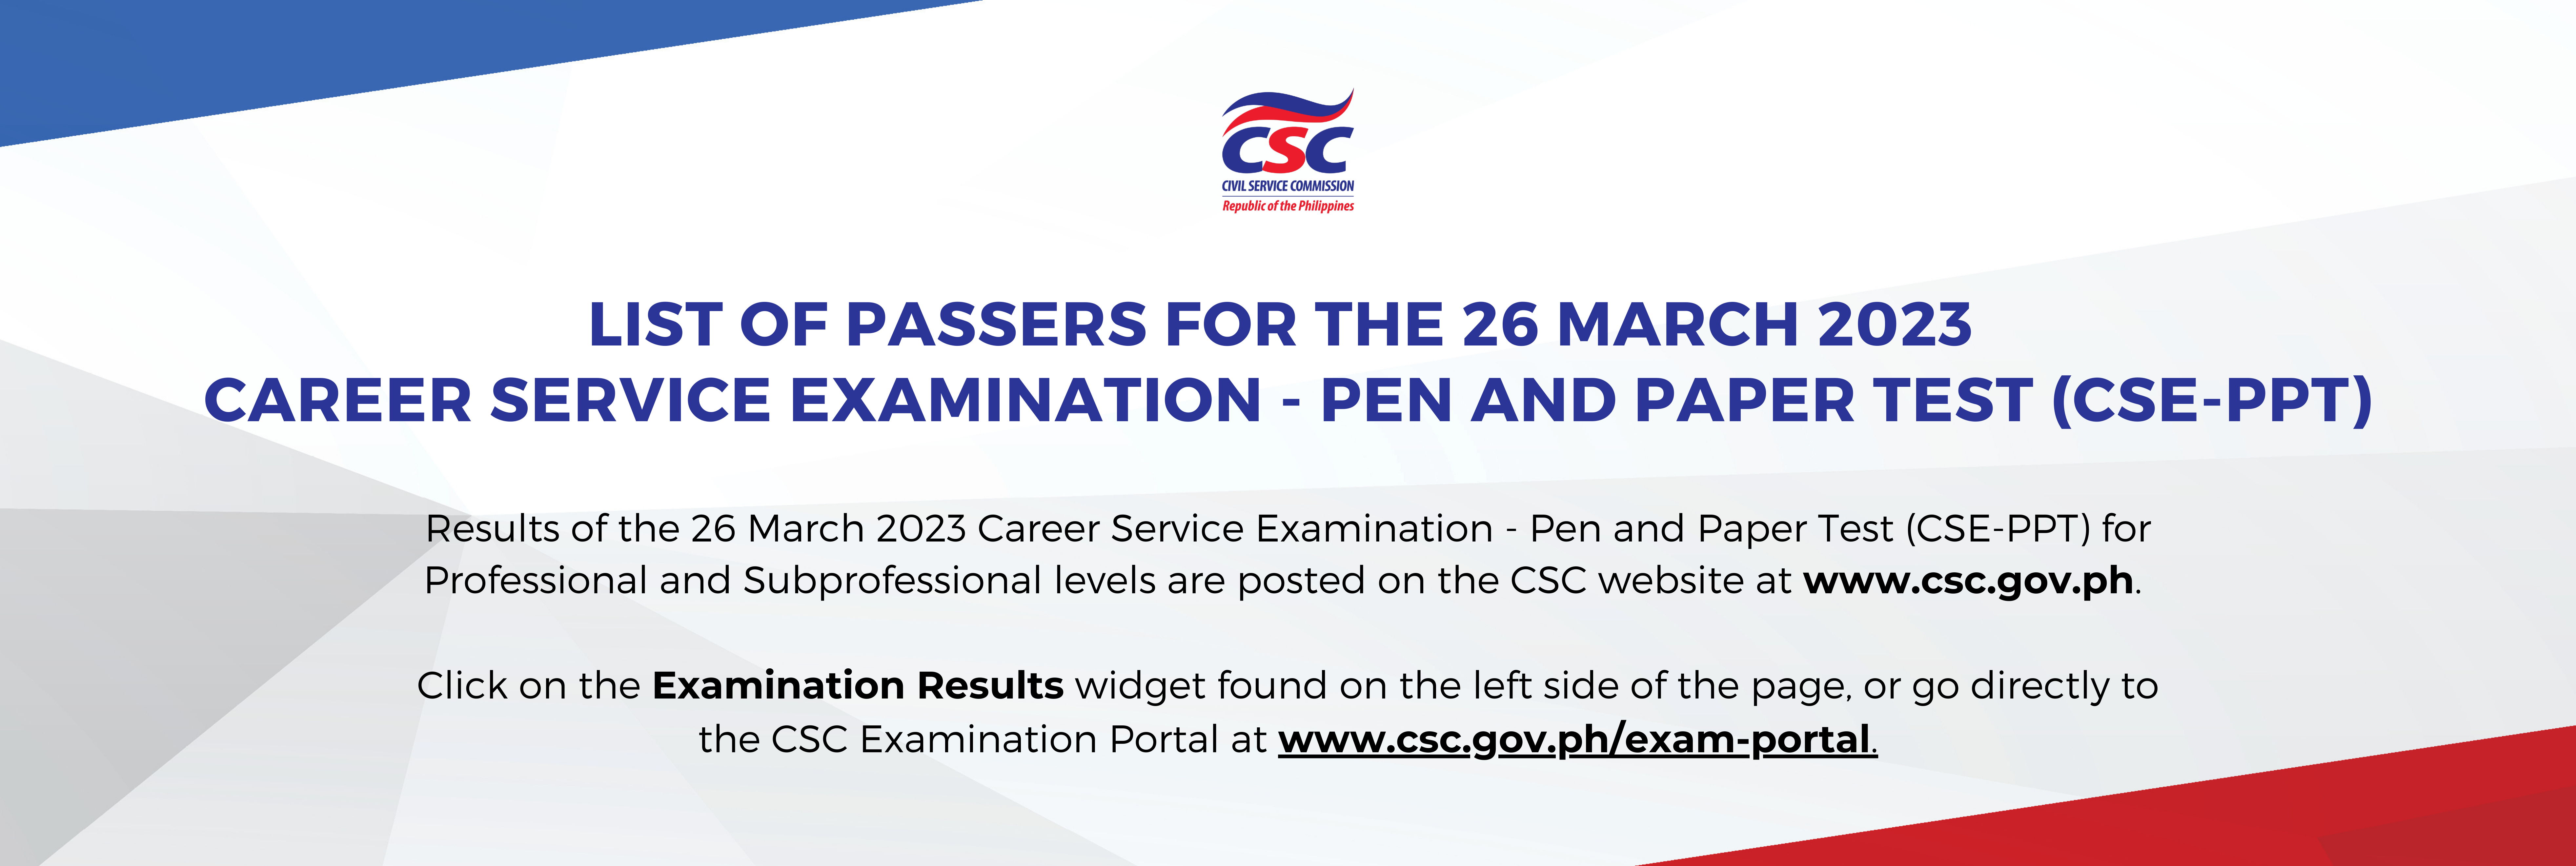 CSC
CIVIL SERVICE COMMISSION
Republic of the Philippines
LIST OF PASSERS FOR THE 26 MARCH 2023
CAREER SERVICE EXAMINATION - PEN AND PAPER TEST (CSE-PPT)
Results of the 26 March 2023 Career Service Examination - Pen and Paper Test (CSE-PPT) for
Professional and Subprofessional levels are posted on the CSC website at www.csc.gov.ph.
Click on the Examination Results widget found on the left side of the page, or go directly to
the CSC Examination Portal at www.csc.gov.ph/exam-portal.